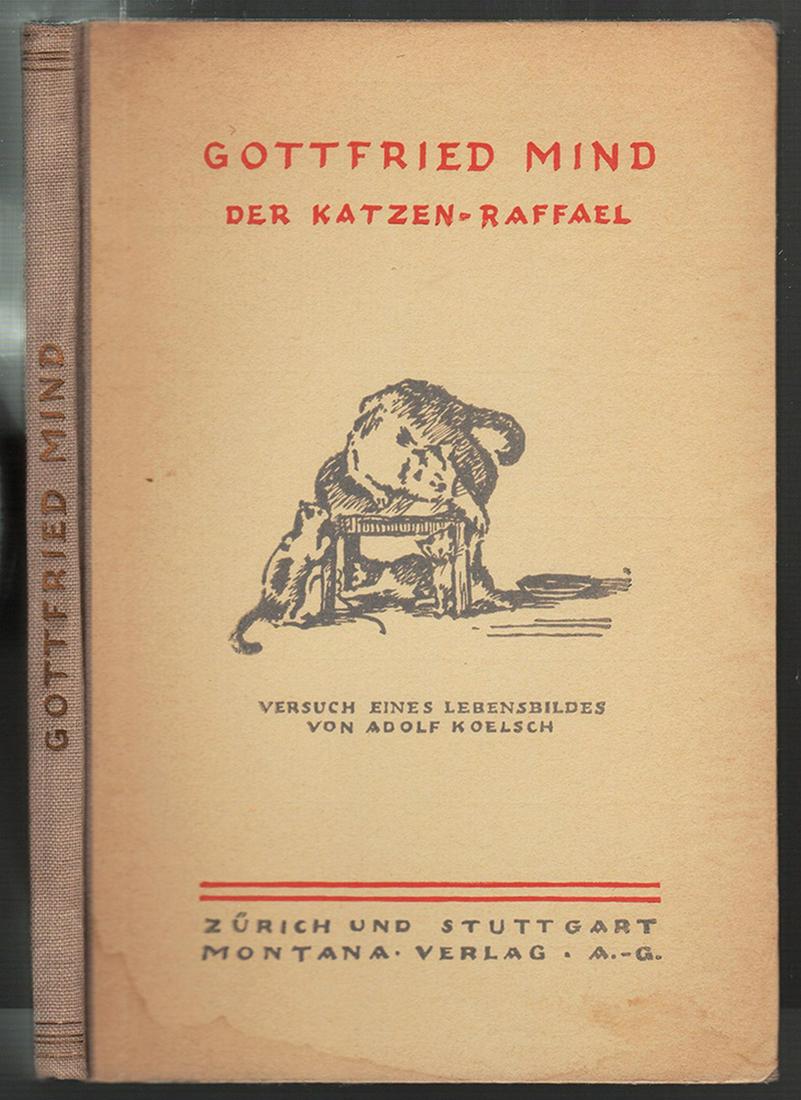 GOTTFRIED MIND
GOTTFRIED MIND
DER KATZEN=RAFFAEL
VERSUCH EINES LEBENSBILDES
VON ADOLF KOELSCH
ZÜRICH UND STUTTGART
MONTANA · VERLAG · A.-G.